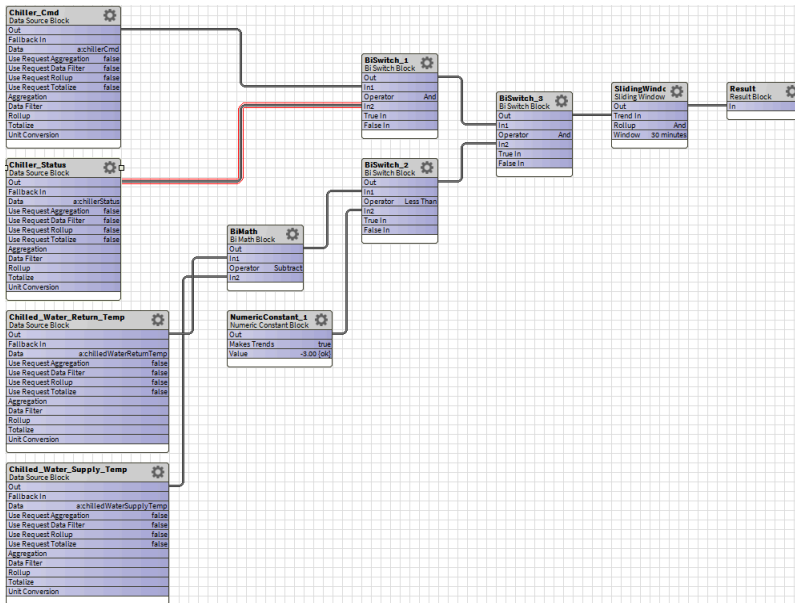 Chiller_Cmd
Data Source Block
Out
Fallback In
Data a:chillerCmd
Use Request Aggregation false
Use Request Data Filter false
Use Request Rollup false
Use Request Totalize false
Aggregation
Data Filter
Rollup
Totalize
Unit Conversion
Chiller_Status
Data Source Block
Out
Fallback In
Data a:chillerStatus
Use Request Aggregation false
Use Request Data Filter false
Use Request Rollup false
Use Request Totalize false
Aggregation
Data Filter
Rollup
Totalize
Unit Conversion
Chilled_Water_Return_Temp
Data Source Block
Out
Fallback In
Data a:chilledWaterReturnTemp
Use Request Aggregation false
Use Request Data Filter false
Use Request Rollup false
Use Request Totalize false
Aggregation
Data Filter
Rollup
Totalize
Unit Conversion
Chilled_Water_Supply_Temp
Data Source Block
Out
Fallback In
Data a:chilledWaterSupplyTemp
Use Request Aggregation false
Use Request Data Filter false
Use Request Rollup false
Use Request Totalize false
Aggregation
Data Filter
Rollup
Totalize
Unit Conversion
BiMath
Bi Math Block
Out
In1
Operator Subtract
In2
NumericConstant_1
Numeric Constant Block
Out
Makes Trends true
Value -3.00 {ok}
BiSwitch_1
Bi Switch Block
Out
In1
Operator And
In2
True In
False In
BiSwitch_2
Bi Switch Block
Out
In1
Operator Less Than
In2
True In
False In
BiSwitch_3
Bi Switch Block
Out
In1
Operator And
In2
True In
False In
SlidingWindo
Sliding Window
Out
Trend In
Rollup And
Window 30 minutes
Result
Result Block
In